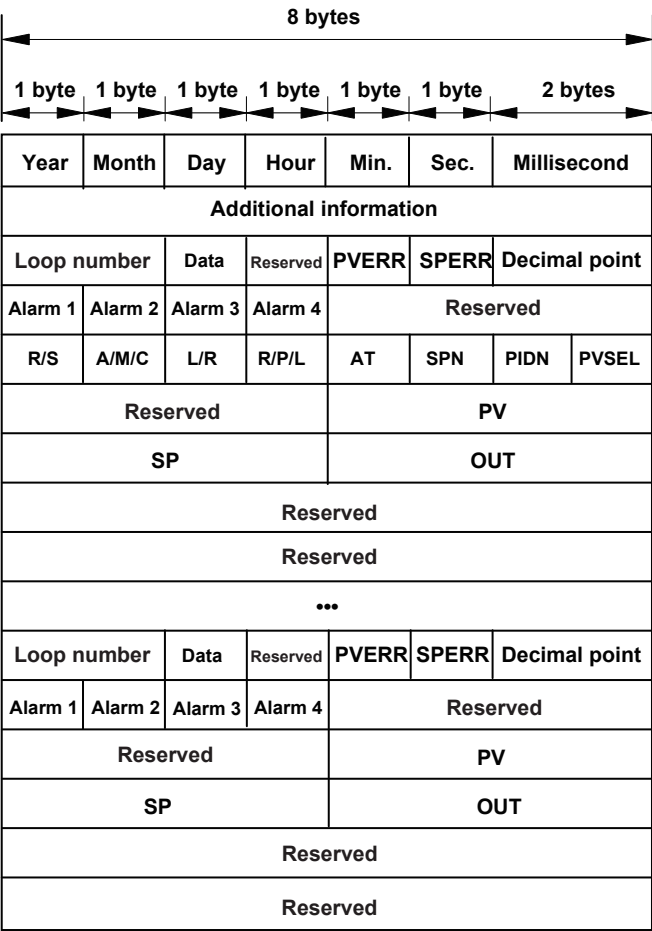 8 bytes
1 byte 1 byte 1 byte 1 byte 1 byte 1 byte 2 bytes
Year Month Day Hour Min. Sec. Millisecond
Additional information
Loop number Data Reserved PVERR SPERR Decimal point
Alarm 1 Alarm 2 Alarm 3 Alarm 4 Reserved
R/S A/M/C L/R R/P/L AT SPN PIDN PVSEL
Reserved PV
SP OUT
Reserved
Reserved
•••
Loop number Data Reserved PVERR SPERR Decimal point
Alarm 1 Alarm 2 Alarm 3 Alarm 4 Reserved
Reserved PV
SP OUT
Reserved
Reserved